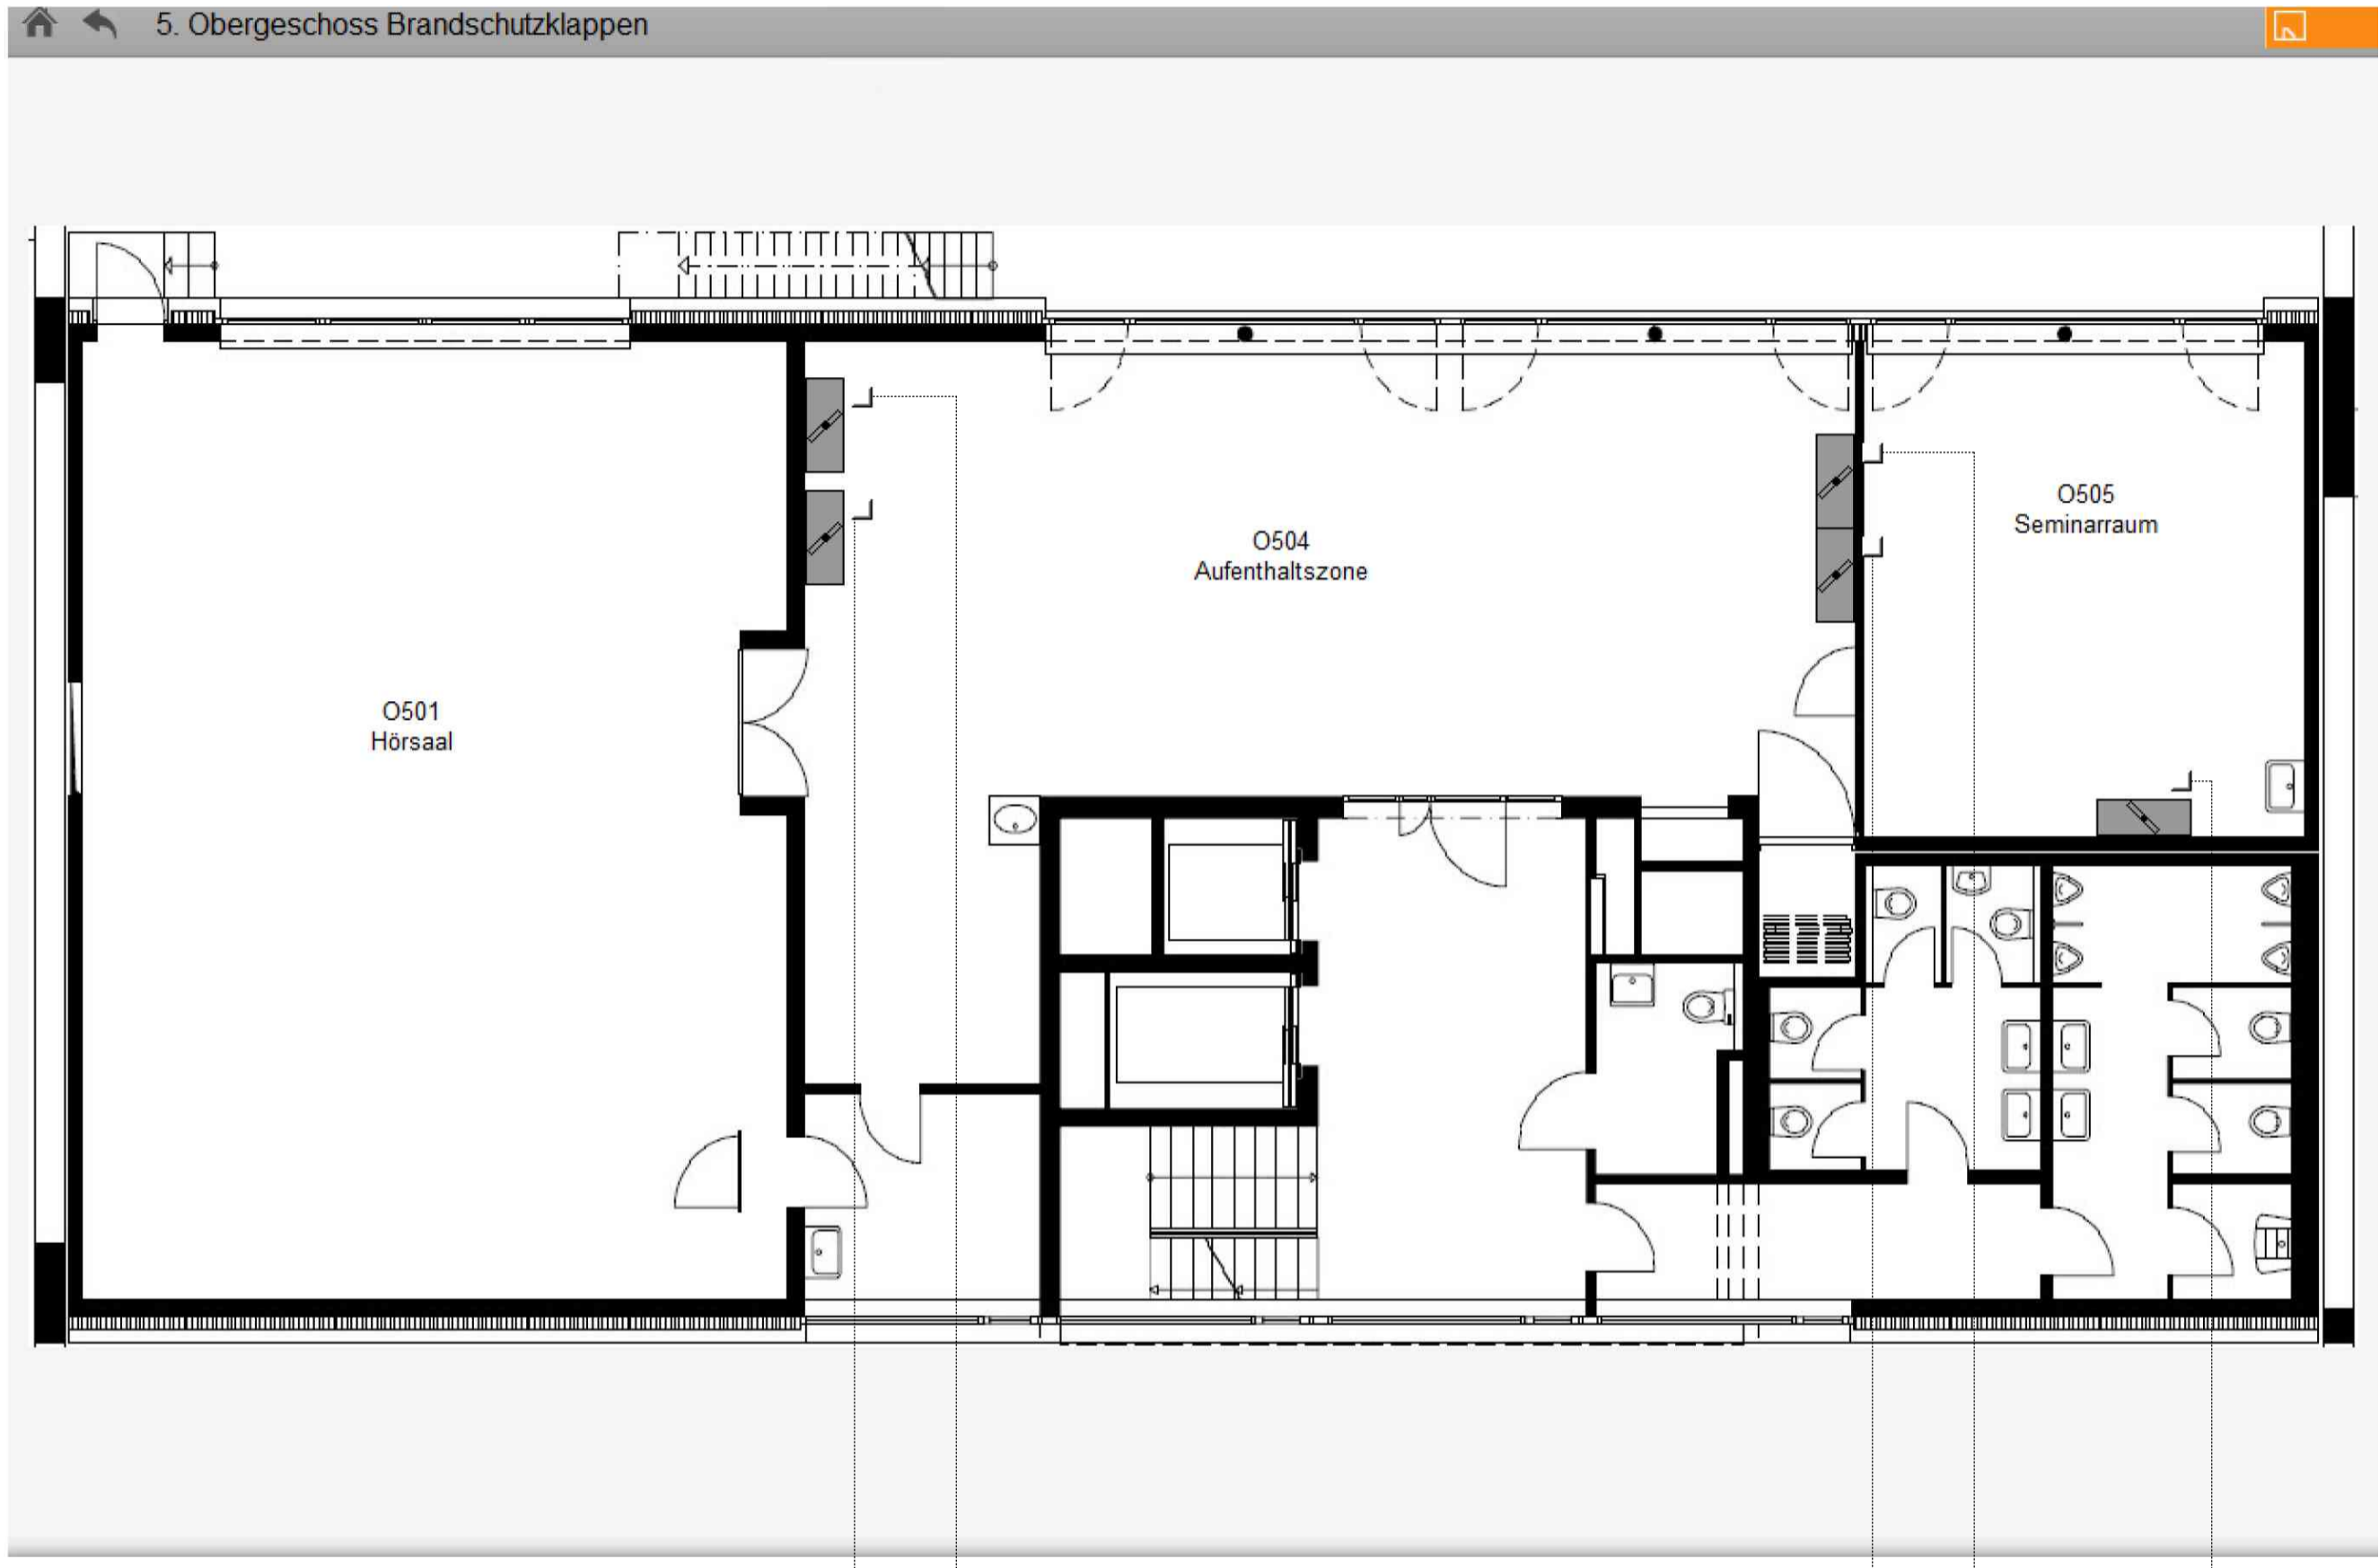 5. Obergeschoss Brandschutzklappen
O505
Seminarraum
O504
Aufenthaltszone
O501
Hörsaal